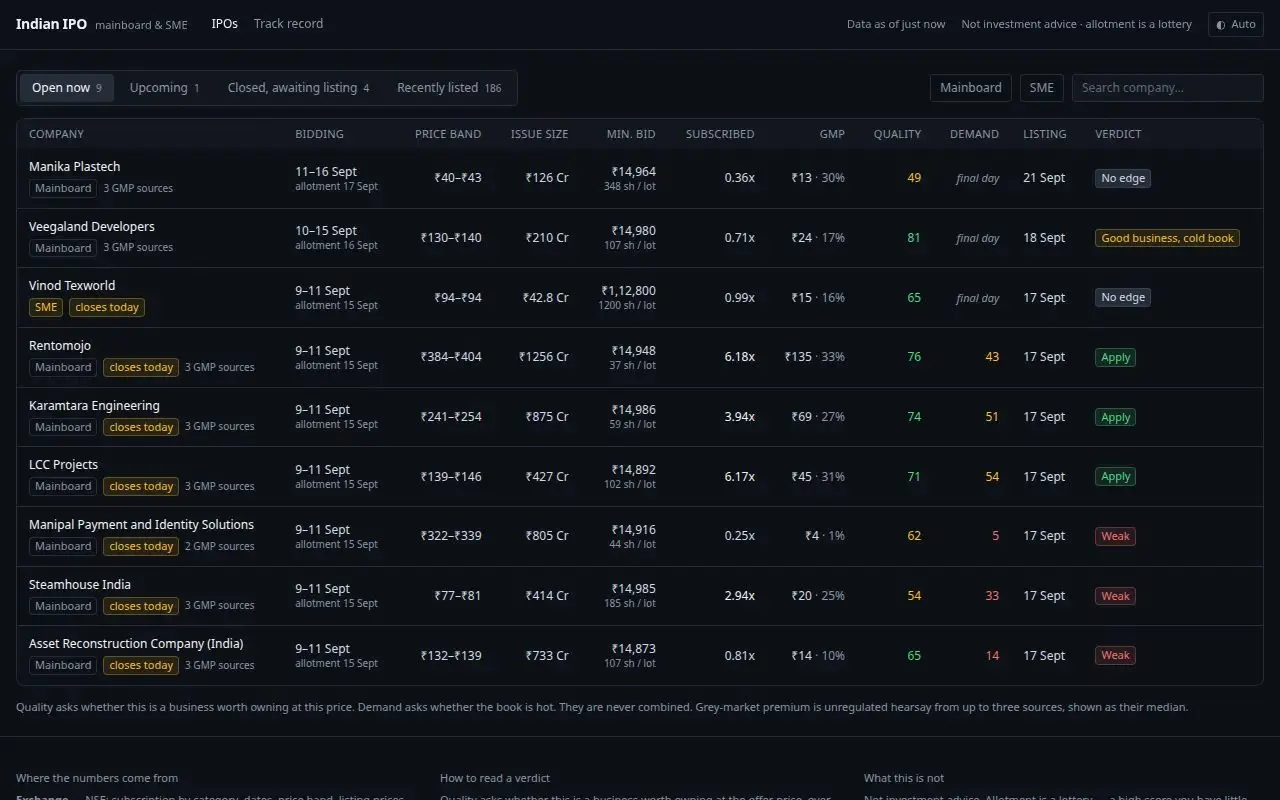 Indian IPO mainboard & SME IPOs Track record Data as of just now Not investment advice · allotment is a lottery Auto
Open now 9 Upcoming 1 Closed, awaiting listing 4 Recently listed 186 Mainboard SME Search company...
COMPANY BIDDING PRICE BAND ISSUE SIZE MIN. BID SUBSCRIBED GMP QUALITY DEMAND LISTING VERDICT
Manika Plastech 11–16 Sept ₹40–₹43 ₹126 Cr ₹14,964 0.36x ₹13 · 30% 49 final day 21 Sept No edge
Mainboard 3 GMP sources allotment 17 Sept 348 sh / lot
Veegaland Developers 10–15 Sept ₹130–₹140 ₹210 Cr ₹14,980 0.71x ₹24 · 17% 81 final day 18 Sept Good business, cold book
Mainboard 3 GMP sources allotment 16 Sept 107 sh / lot
Vinod Texworld 9–11 Sept ₹94–₹94 ₹42.8 Cr ₹1,12,800 0.99x ₹15 · 16% 65 final day 17 Sept No edge
SME closes today allotment 15 Sept 1200 sh / lot
Rentomojo 9–11 Sept ₹384–₹404 ₹1256 Cr ₹14,948 6.18x ₹135 · 33% 76 43 17 Sept Apply
Mainboard closes today 3 GMP sources allotment 15 Sept 37 sh / lot
Karamtara Engineering 9–11 Sept ₹241–₹254 ₹875 Cr ₹14,986 3.94x ₹69 · 27% 74 51 17 Sept Apply
Mainboard closes today 3 GMP sources allotment 15 Sept 59 sh / lot
LCC Projects 9–11 Sept ₹139–₹146 ₹427 Cr ₹14,892 6.17x ₹45 · 31% 71 54 17 Sept Apply
Mainboard closes today 3 GMP sources allotment 15 Sept 102 sh / lot
Manipal Payment and Identity Solutions 9–11 Sept ₹322–₹339 ₹805 Cr ₹14,916 0.25x ₹4 · 1% 62 5 17 Sept Weak
Mainboard closes today 2 GMP sources allotment 15 Sept 44 sh / lot
Steamhouse India 9–11 Sept ₹77–₹81 ₹414 Cr ₹14,985 2.94x ₹20 · 25% 54 33 17 Sept Weak
Mainboard closes today 3 GMP sources allotment 15 Sept 185 sh / lot
Asset Reconstruction Company (India) 9–11 Sept ₹132–₹139 ₹733 Cr ₹14,873 0.81x ₹14 · 10% 65 14 17 Sept Weak
Mainboard closes today 3 GMP sources allotment 15 Sept 107 sh / lot
Quality asks whether this is a business worth owning at this price. Demand asks whether the book is hot. They are never combined. Grey-market premium is unregulated hearsay from up to three sources, shown as their median.
Where the numbers come from How to read a verdict What this is not